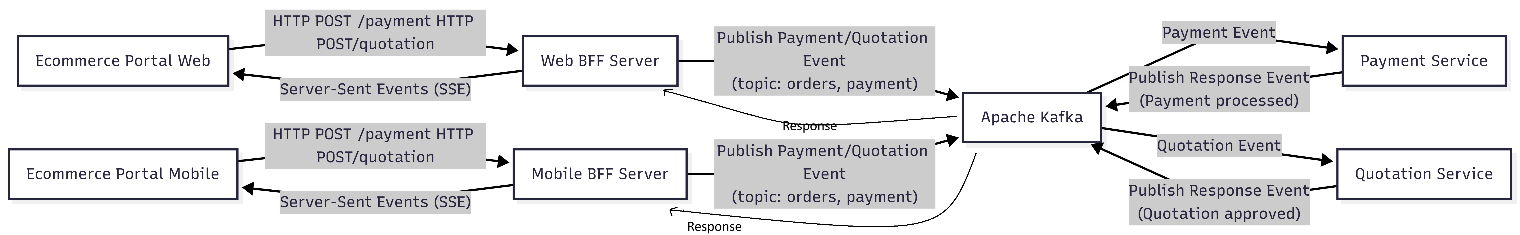 HTTP POST /payment HTTP
POST/quotation
Ecommerce Portal Web
Server-Sent Events (SSE)
Web BFF Server
Publish Payment/Quotation
Event
(topic: orders, payment)
Response
Payment Event
Payment Service
Publish Response Event
(Payment processed)
Apache Kafka
HTTP POST /payment HTTP
POST/quotation
Ecommerce Portal Mobile
Server-Sent Events (SSE)
Mobile BFF Server
Publish Payment/Quotation
Event
(topic: orders, payment)
Response
Quotation Event
Quotation Service
Publish Response Event
(Quotation approved)